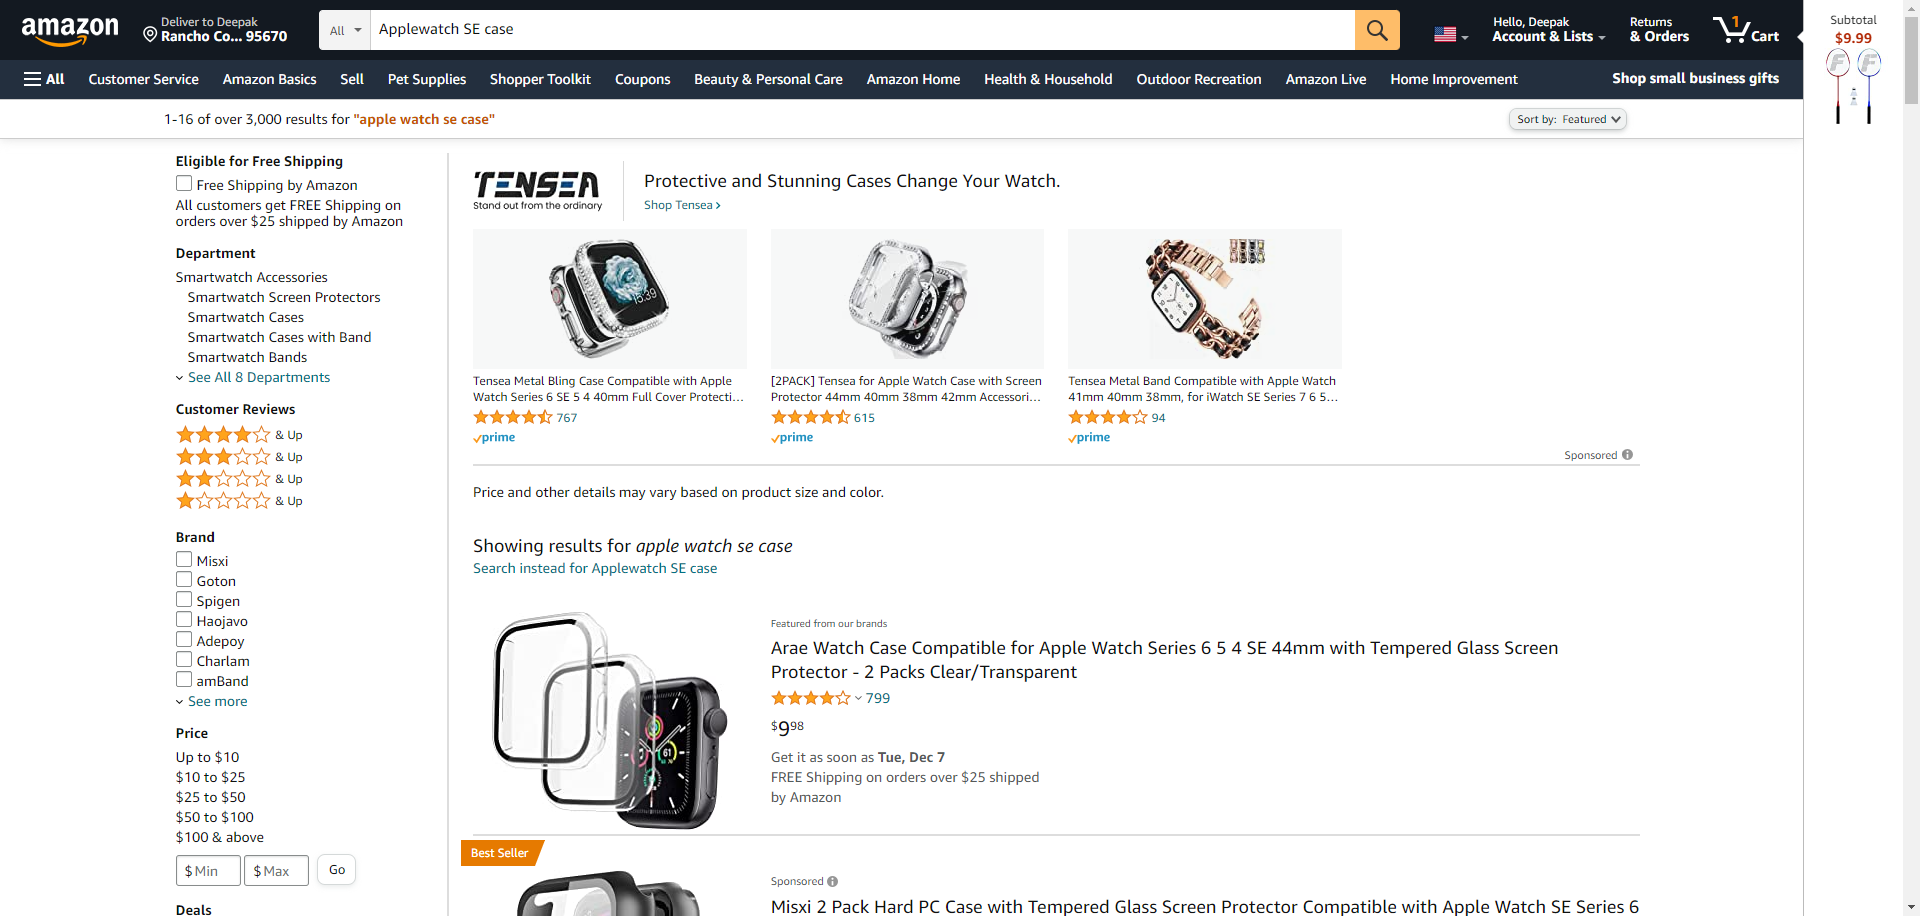 amazon
Deliver to Deepak
Rancho Co... 95670
All
Applewatch SE case
Hello, Deepak
Account & Lists
Returns
& Orders
1
Cart
Subtotal
$9.99
All
Customer Service
Amazon Basics
Sell
Pet Supplies
Shopper Toolkit
Coupons
Beauty & Personal Care
Amazon Home
Health & Household
Outdoor Recreation
Amazon Live
Home Improvement
Shop small business gifts
1-16 of over 3,000 results for "apple watch se case"
Sort by: Featured
Eligible for Free Shipping
Free Shipping by Amazon
All customers get FREE Shipping on
orders over $25 shipped by Amazon
Department
Smartwatch Accessories
Smartwatch Screen Protectors
Smartwatch Cases
Smartwatch Cases with Band
Smartwatch Bands
See All 8 Departments
Customer Reviews
& Up
& Up
& Up
& Up
Brand
Misxi
Goton
Spigen
Haojavo
Adepoy
Charlam
amBand
See more
Price
Up to $10
$10 to $25
$25 to $50
$50 to $100
$100 & above
$ Min
$ Max
Go
Deals
TENSEA
Stand out from the ordinary
Protective and Stunning Cases Change Your Watch.
Shop Tensea ›
15:39
Tensea Metal Bling Case Compatible with Apple
Watch Series 6 SE 5 4 40mm Full Cover Protecti...
767
prime
[2PACK] Tensea for Apple Watch Case with Screen
Protector 44mm 40mm 38mm 42mm Accessori...
615
prime
Tensea Metal Band Compatible with Apple Watch
41mm 40mm 38mm, for iWatch SE Series 7 6 5...
94
prime
Sponsored
Price and other details may vary based on product size and color.
Showing results for apple watch se case
Search instead for Applewatch SE case
61
Featured from our brands
Arae Watch Case Compatible for Apple Watch Series 6 5 4 SE 44mm with Tempered Glass Screen
Protector - 2 Packs Clear/Transparent
799
$9.98
Get it as soon as Tue, Dec 7
FREE Shipping on orders over $25 shipped
by Amazon
Best Seller
Sponsored
Misxi 2 Pack Hard PC Case with Tempered Glass Screen Protector Compatible with Apple Watch SE Series 6